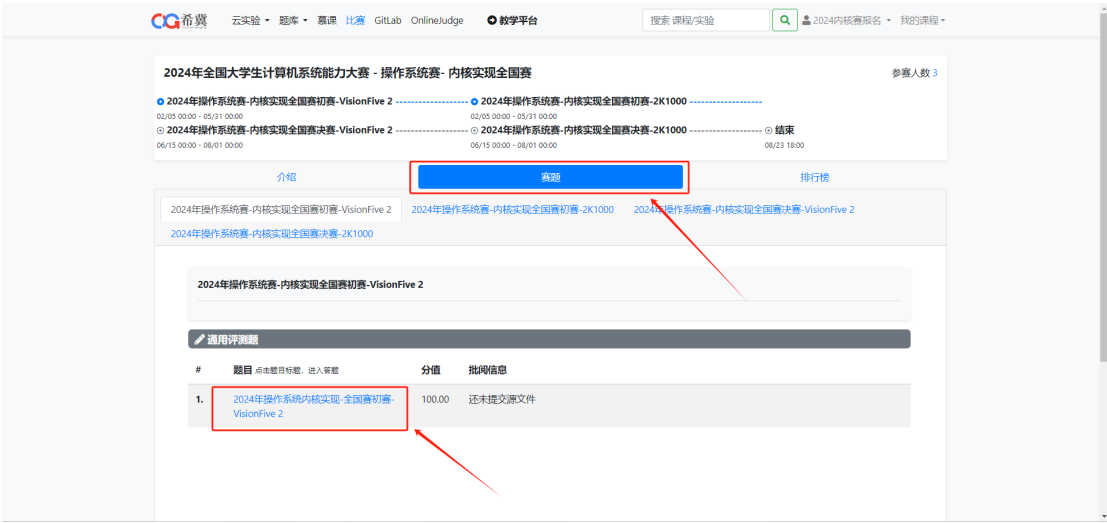 CG希冀 云实验 题库 慕课 比赛 GitLab OnlineJudge 教学平台 搜索 课程/实验 2024内核赛报名 我的课程
2024年全国大学生计算机系统能力大赛 - 操作系统赛- 内核实现全国赛 参赛人数 3
2024年操作系统赛-内核实现全国赛初赛-VisionFive 2 2024年操作系统赛-内核实现全国赛初赛-2K1000
02/05 00:00 - 05/31 00:00 02/05 00:00 - 05/31 00:00
2024年操作系统赛-内核实现全国赛决赛-VisionFive 2 2024年操作系统赛-内核实现全国赛决赛-2K1000 结束
06/15 00:00 - 08/01 00:00 06/15 00:00 - 08/01 00:00 08/23 18:00
介绍 赛题 排行榜
2024年操作系统赛-内核实现全国赛初赛-VisionFive 2 2024年操作系统赛-内核实现全国赛初赛-2K1000 2024年操作系统赛-内核实现全国赛决赛-VisionFive 2
2024年操作系统赛-内核实现全国赛决赛-2K1000
2024年操作系统赛-内核实现全国赛初赛-VisionFive 2
通用评测题
# 题目 点击题目标题，进入答题 分值 批阅信息
1. 2024年操作系统内核实现-全国赛初赛- 100.00 还未提交源文件
VisionFive 2